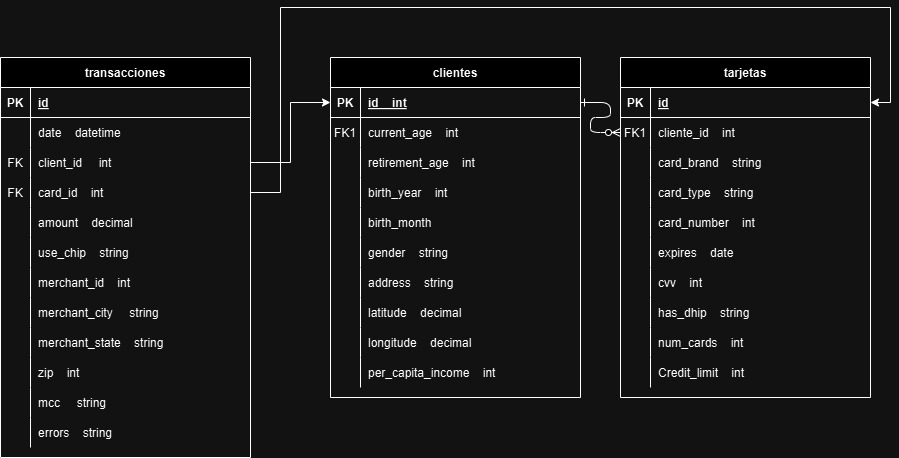 transacciones
PK id
date datetime
FK client_id int
FK card_id int
amount decimal
use_chip string
merchant_id int
merchant_city string
merchant_state string
zip int
mcc string
errors string
clientes
PK id__int
FK1 current_age int
retirement_age int
birth_year int
birth_month
gender string
address string
latitude decimal
longitude decimal
per_capita_income int
tarjetas
PK id
FK1 cliente_id int
card_brand string
card_type string
card_number int
expires date
cvv int
has_dhip string
num_cards int
Credit_limit int